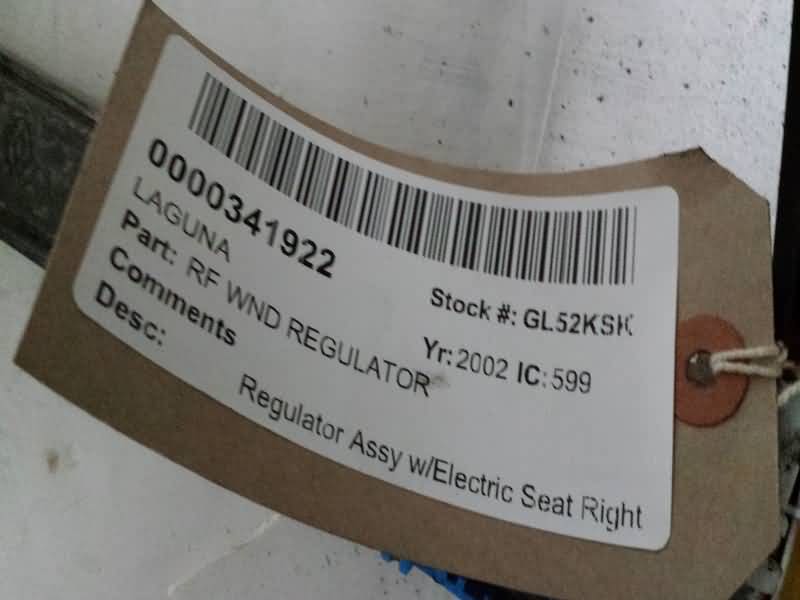 0000341922
LAGUNA
Stock #: GL52KSK
Part: RF WND REGULATOR
Yr: 2002 IC: 599
Comments
Desc:
Regulator Assy w/Electric Seat Right